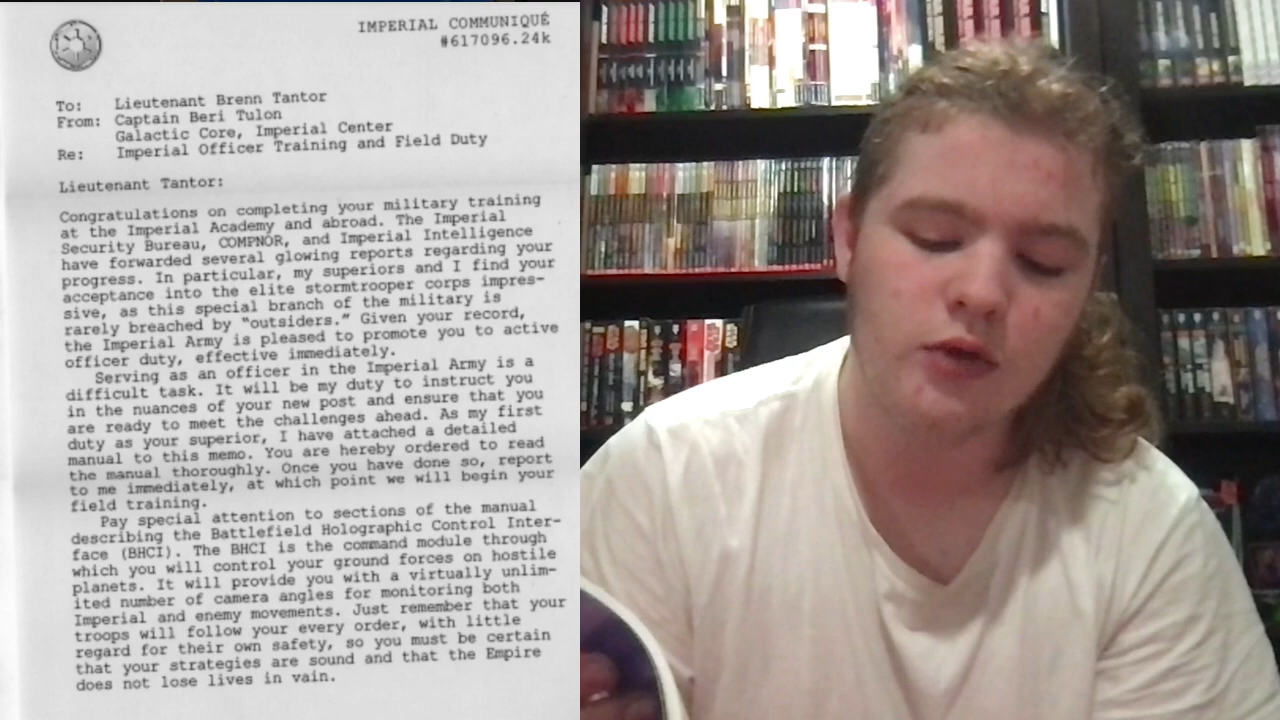 IMPERIAL COMMUNIQUÉ
#617096.24k
To: Lieutenant Brenn Tantor
From: Captain Beri Tulon
Galactic Core, Imperial Center
Re: Imperial Officer Training and Field Duty
Lieutenant Tantor:
Congratulations on completing your military training
at the Imperial Academy and abroad. The Imperial
Security Bureau, COMPNOR, and Imperial Intelligence
have forwarded several glowing reports regarding your
progress. In particular, my superiors and I find your
acceptance into the elite stormtrooper corps impres-
sive, as this special branch of the military is
rarely breached by "outsiders." Given your record,
the Imperial Army is pleased to promote you to active
officer duty, effective immediately.
Serving as an officer in the Imperial Army is a
difficult task. It will be my duty to instruct you
in the nuances of your new post and ensure that you
are ready to meet the challenges ahead. As my first
duty as your superior, I have attached a detailed
manual to this memo. You are hereby ordered to read
the manual thoroughly. Once you have done so, report
to me immediately, at which point we will begin your
field training.
Pay special attention to sections of the manual
describing the Battlefield Holographic Control Inter-
face (BHCI). The BHCI is the command module through
which you will control your ground forces on hostile
planets. It will provide you with a virtually unlim-
ited number of camera angles for monitoring both
Imperial and enemy movements. Just remember that your
troops will follow your every order, with little
regard for their own safety, so you must be certain
that your strategies are sound and that the Empire
does not lose lives in vain.